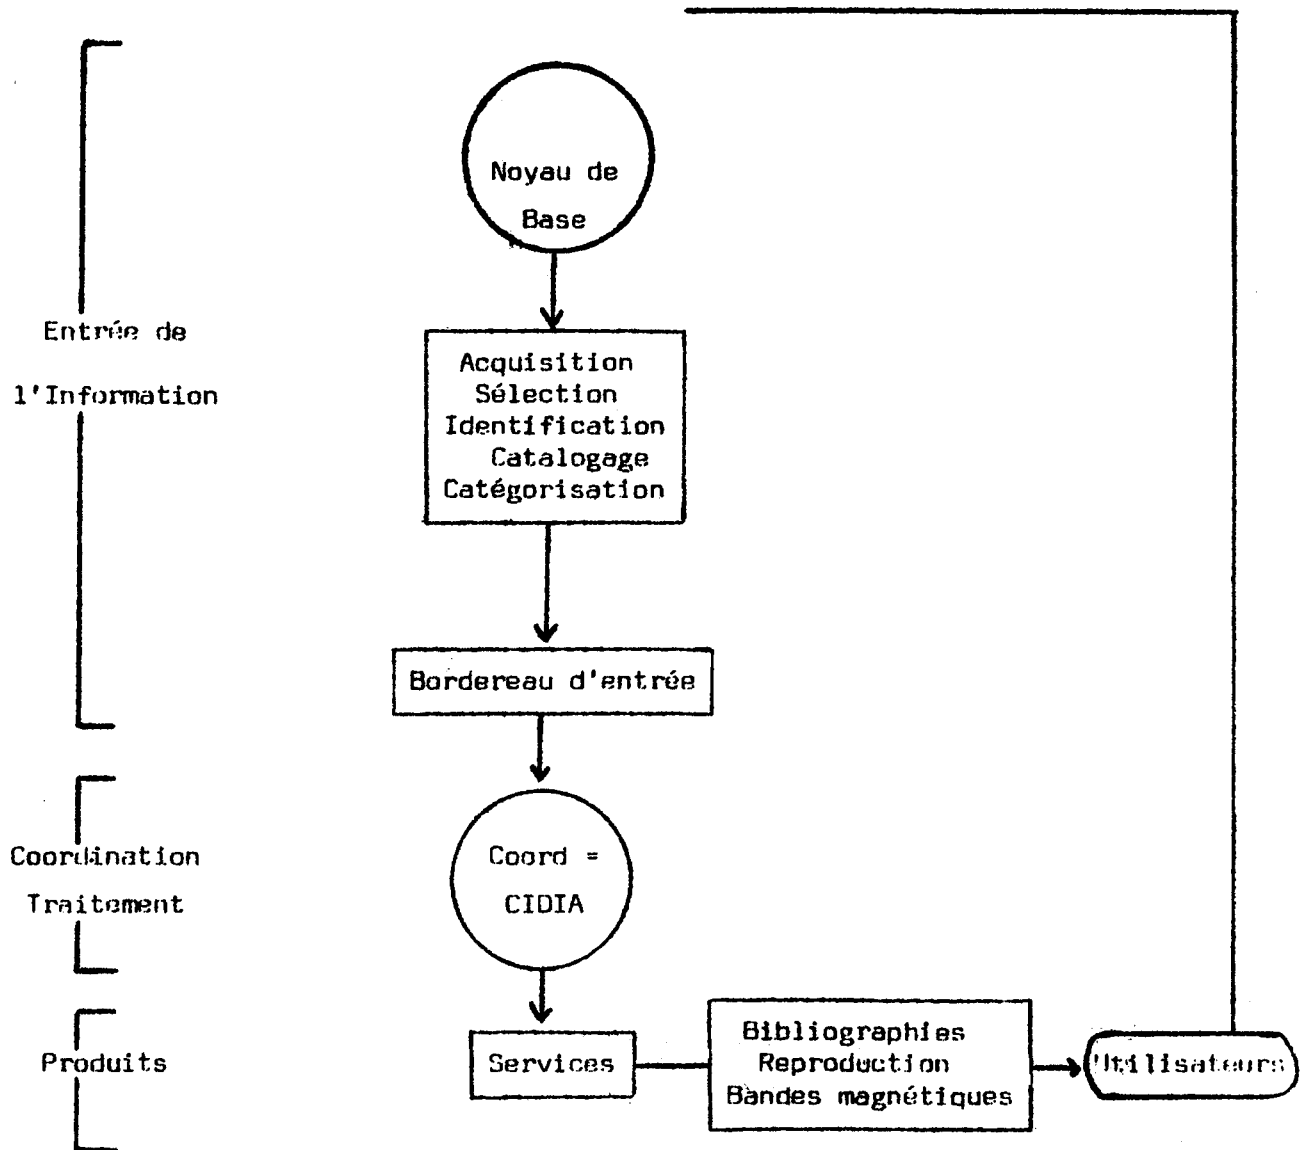 Noyau de
Base
Entrée de
l'Information
Acquisition
Sélection
Identification
Catalogage
Catégorisation
Bordereau d'entrée
Coordination
Traitement
Coord =
CIDIA
Produits
Services
Bibliographies
Reproduction
Bandes magnétiques
Utilisateurs